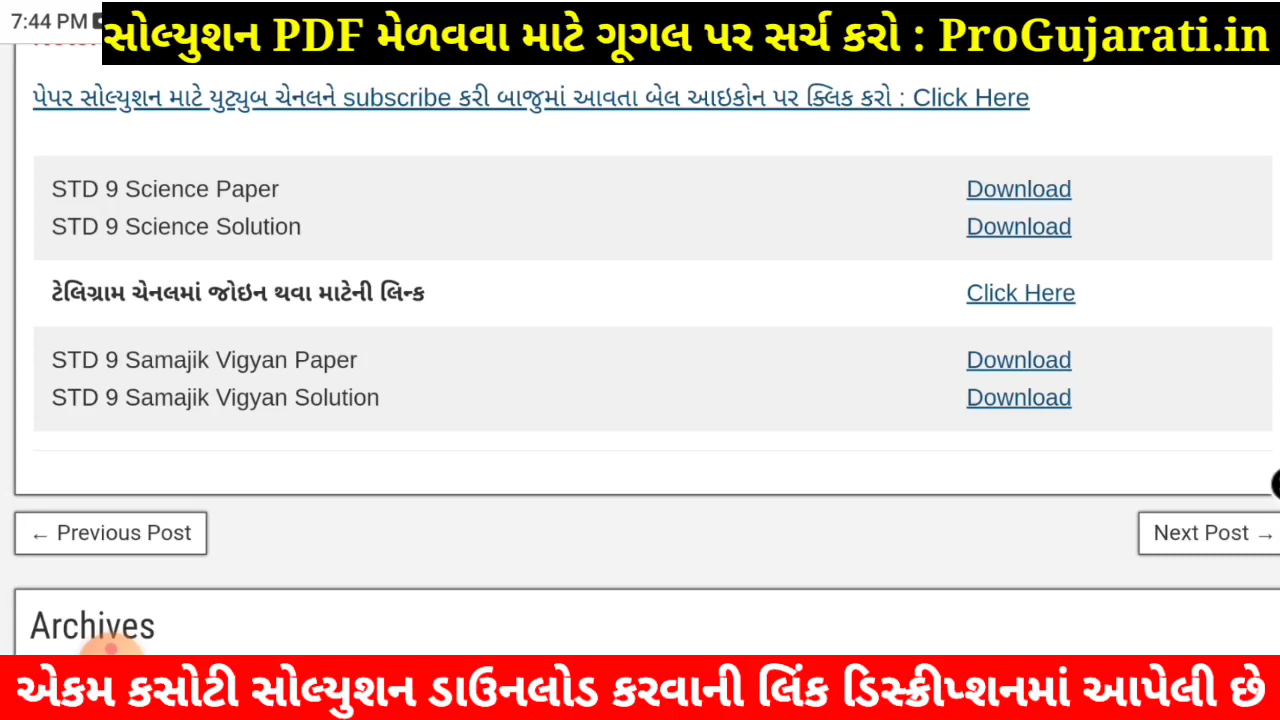 7:44 PM
સોલ્યુશન PDF મેળવવા માટે ગૂગલ પર સર્ચ કરો : ProGujarati.in
પેપર સોલ્યુશન માટે યુટ્યુબ ચેનલને subscribe કરી બાજુમાં આવતા બેલ આઇકોન પર ક્લિક કરો : Click Here
STD 9 Science Paper Download
STD 9 Science Solution Download
ટેલિગ્રામ ચેનલમાં જોઇન થવા માટેની લિન્ક Click Here
STD 9 Samajik Vigyan Paper Download
STD 9 Samajik Vigyan Solution Download
← Previous Post Next Post →
Archives
એકમ કસોટી સોલ્યુશન ડાઉનલોડ કરવાની લિંક ડિસ્ક્રીપ્શનમાં આપેલી છે